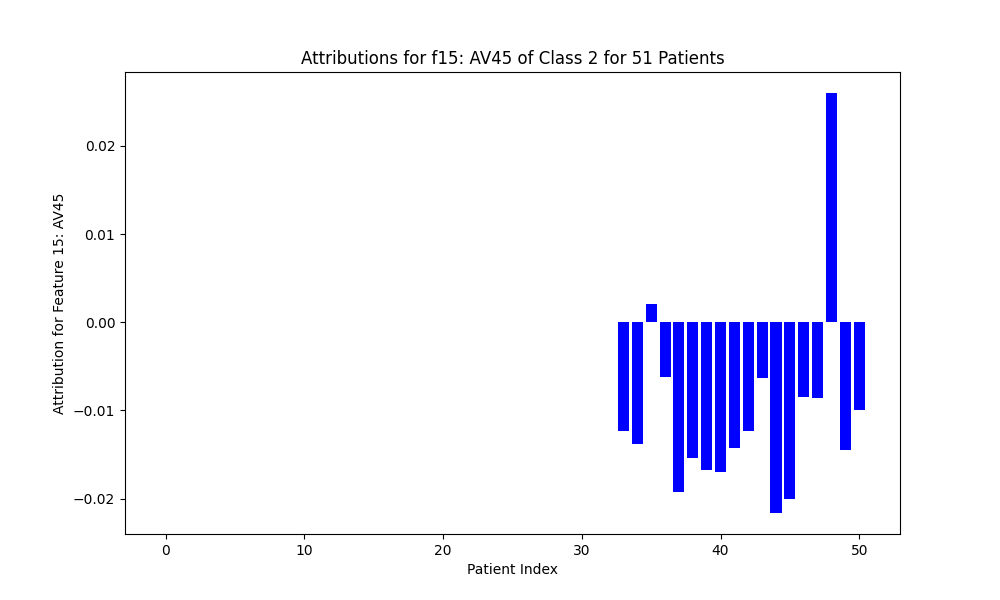 Attributions for f15: AV45 of Class 2 for 51 Patients
Attribution for Feature 15: AV45
0.02
0.01
0.00
−0.01
−0.02
0 10 20 30 40 50
Patient Index